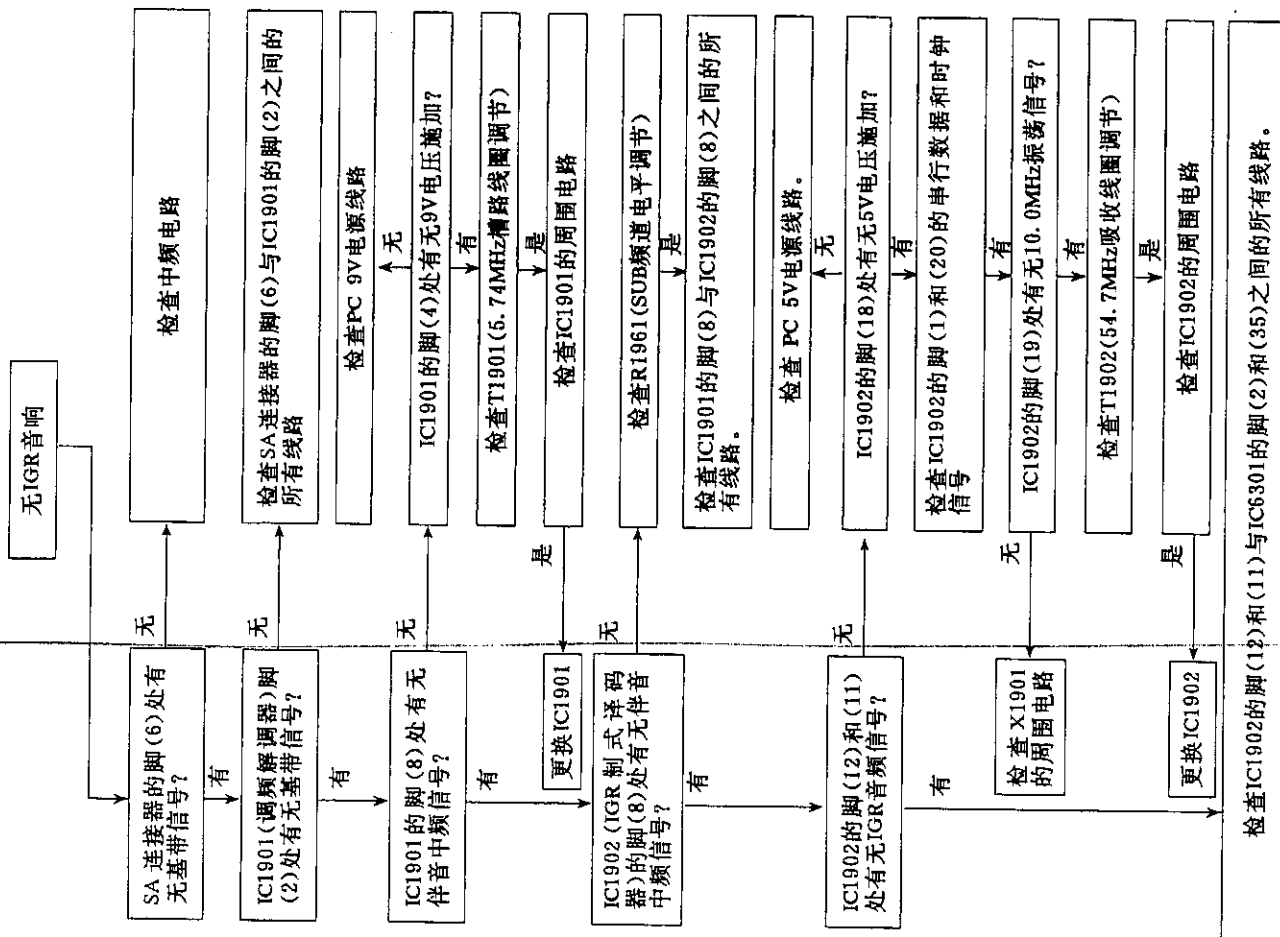 无IGR音响
SA 连接器的脚(6)处有
无基带信号?
无
检查中频电路
有
IC1901(调频解调器)脚
(2)处有无基带信号?
无
检查SA连接器的脚(6)与IC1901的脚(2)之间的
所有线路
有
检查PC 9V电源线路
无
IC1901的脚(8)处有无
伴音中频信号?
无
IC1901的脚(4)处有无9V电压施加?
有
检查T1901(5.74MHz槽路线圈调节)
是
有
更换IC1901
是
检查IC1901的周围电路
IC1902(IGR制式译码
器)的脚(8)处有无伴音
中频信号?
无
检查R1961(SUB频道电平调节)
是
检查IC1901的脚(8)与IC1902的脚(8)之间的所
有线路。
有
检查 PC 5V电源线路。
无
IC1902的脚(12)和(11)
处有无IGR音频信号?
无
IC1902的脚(18)处有无5V电压施加?
有
检查IC1902的脚(1)和(20)的串行数据和时钟
信号
有
有
检查X1901
的周围电路
无
IC1902的脚(19)处有无10.0MHz振荡信号?
有
检查T1902(54.7MHz吸收线圈调节)
是
更换IC1902
是
检查IC1902的周围电路
检查IC1902的脚(12)和(11)与IC6301的脚(2)和(35)之间的所有线路。